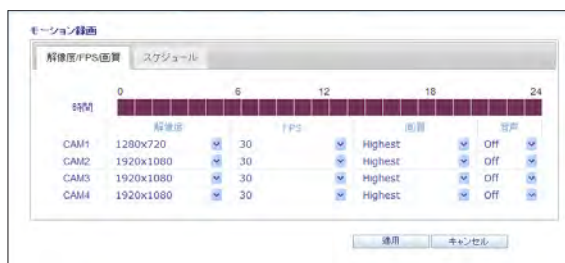 モーション録画
解像度/FPS/画質 スケジュール
0 6 12 18 24
時間
解像度 FPS 画質 音声
CAM1 1280x720 30 Highest Off
CAM2 1920x1080 30 Highest Off
CAM3 1920x1080 30 Highest Off
CAM4 1920x1080 30 Highest Off
適用 キャンセル